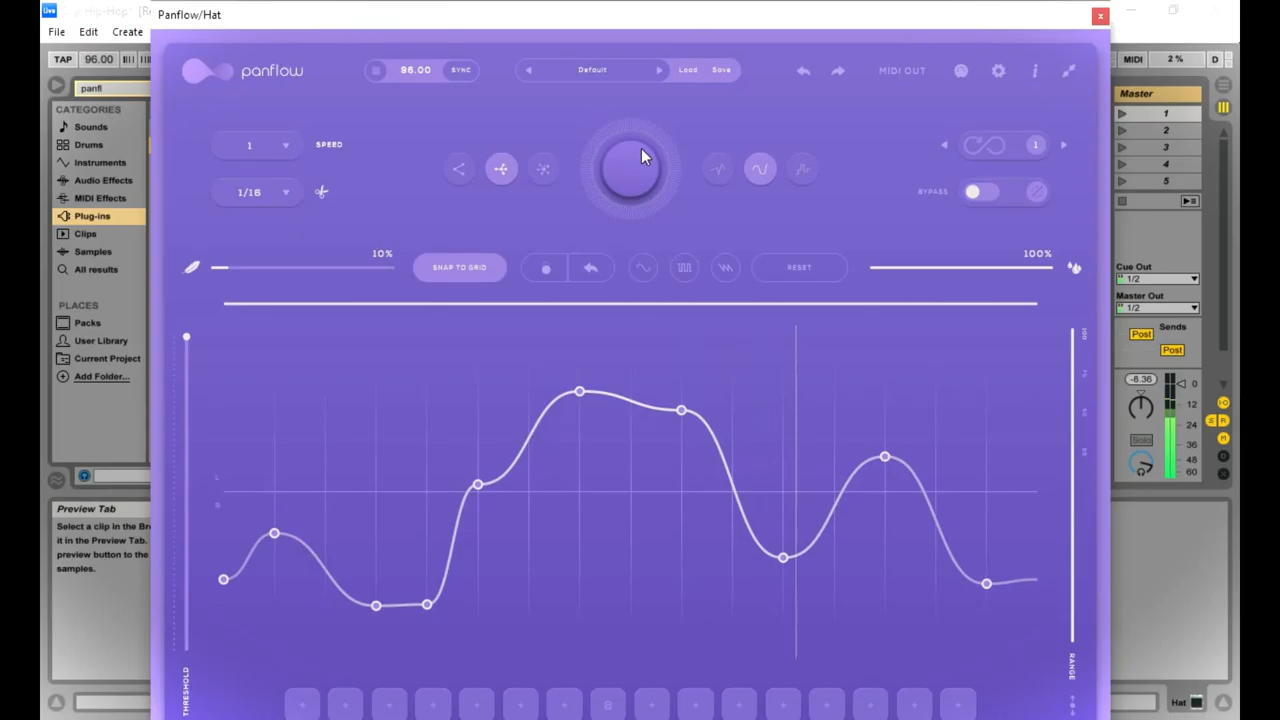 Live
Panflow/Hat
x
File Edit Create
TAP 96.00
MIDI 2 % D
panflow
96.00 SYNC
Default Load Save
MIDI OUT
panfl
CATEGORIES
Sounds
Drums
Instruments
Audio Effects
MIDI Effects
Plug-ins
Clips
Samples
All results
PLACES
Packs
User Library
Current Project
Add Folder...
1 SPEED
1/16
1
BYPASS
10%
SNAP TO GRID
RESET
100%
L
R
THRESHOLD
100
RANGE
Preview Tab
Select a clip in the Br
it in the Preview Tab.
preview button to the
samples.
Master
1
2
3
4
5
Cue Out
1/2
Master Out
1/2
Sends
Post
Post
-8.36
0
12
24
36
48
60
Solo
I·O
S
R
M
D
X
Hat